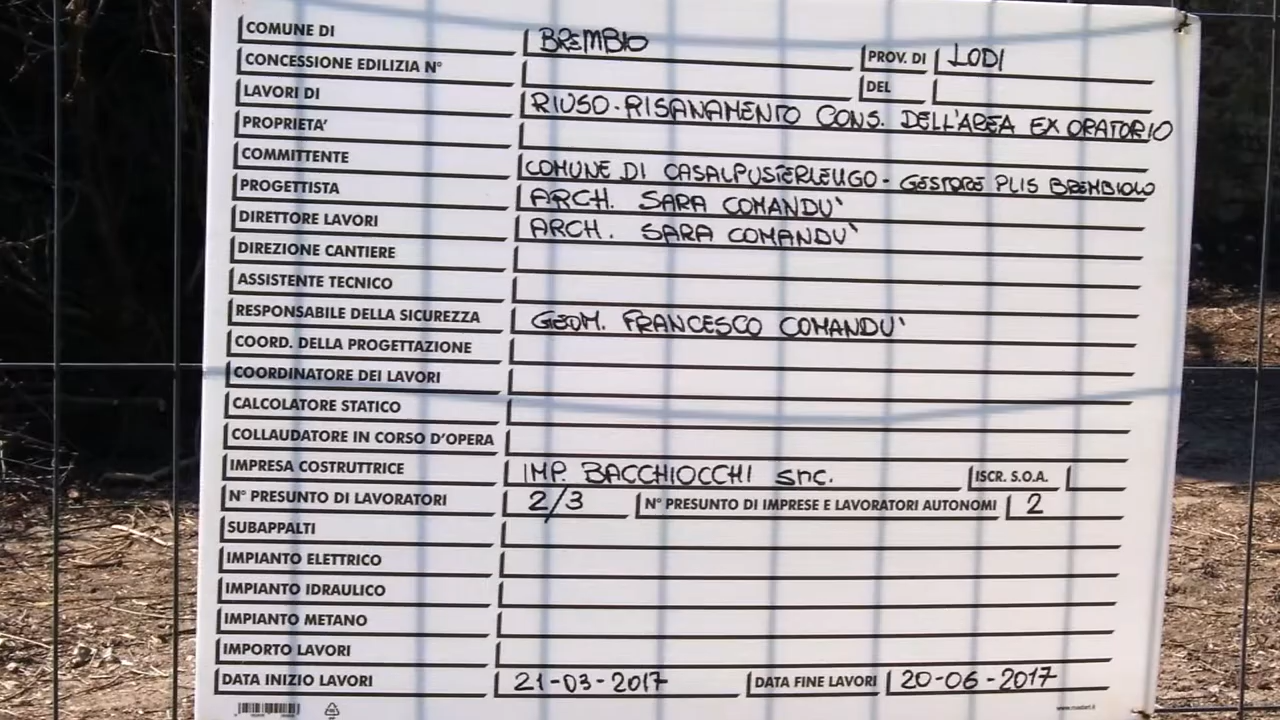 COMUNE DI BREMBIO PROV. DI LODI
CONCESSIONE EDILIZIA N° DEL
LAVORI DI RIUSO-RISANAMENTO CONS. DELL'AREA EX ORATORIO
PROPRIETA'
COMMITTENTE COMUNE DI CASALPUSTERLENGO - GESTORE PLIS BREMBIOLO
PROGETTISTA ARCH. SARA COMANDU'
DIRETTORE LAVORI ARCH. SARA COMANDU'
DIREZIONE CANTIERE
ASSISTENTE TECNICO
RESPONSABILE DELLA SICUREZZA GEOM. FRANCESCO COMANDU'
COORD. DELLA PROGETTAZIONE
COORDINATORE DEI LAVORI
CALCOLATORE STATICO
COLLAUDATORE IN CORSO D'OPERA
IMPRESA COSTRUTTRICE IMP. BACCHIOCCHI snc. ISCR. S.O.A.
N° PRESUNTO DI LAVORATORI 2/3 N° PRESUNTO DI IMPRESE E LAVORATORI AUTONOMI 2
SUBAPPALTI
IMPIANTO ELETTRICO
IMPIANTO IDRAULICO
IMPIANTO METANO
IMPORTO LAVORI
DATA INIZIO LAVORI 21-03-2017 DATA FINE LAVORI 20-06-2017